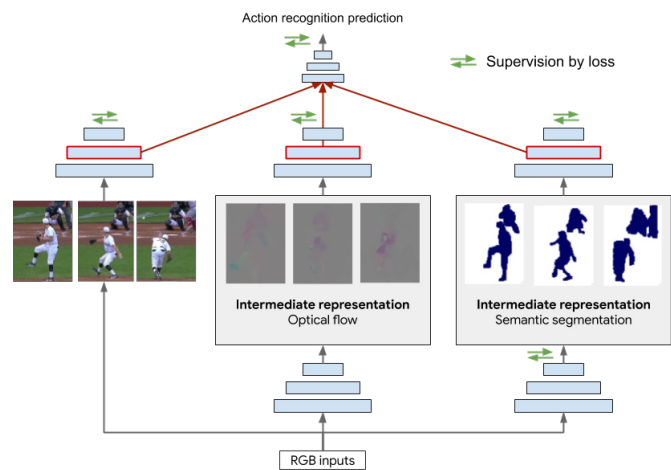 Action recognition prediction
Supervision by loss
Intermediate representation
Optical flow
Intermediate representation
Semantic segmentation
RGB inputs